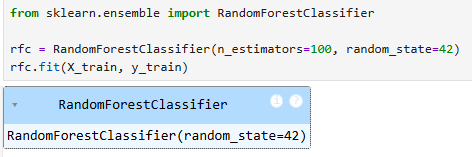 from sklearn.ensemble import RandomForestClassifier
rfc = RandomForestClassifier(n_estimators=100, random_state=42)
rfc.fit(X_train, y_train)
RandomForestClassifier i ?
RandomForestClassifier(random_state=42)